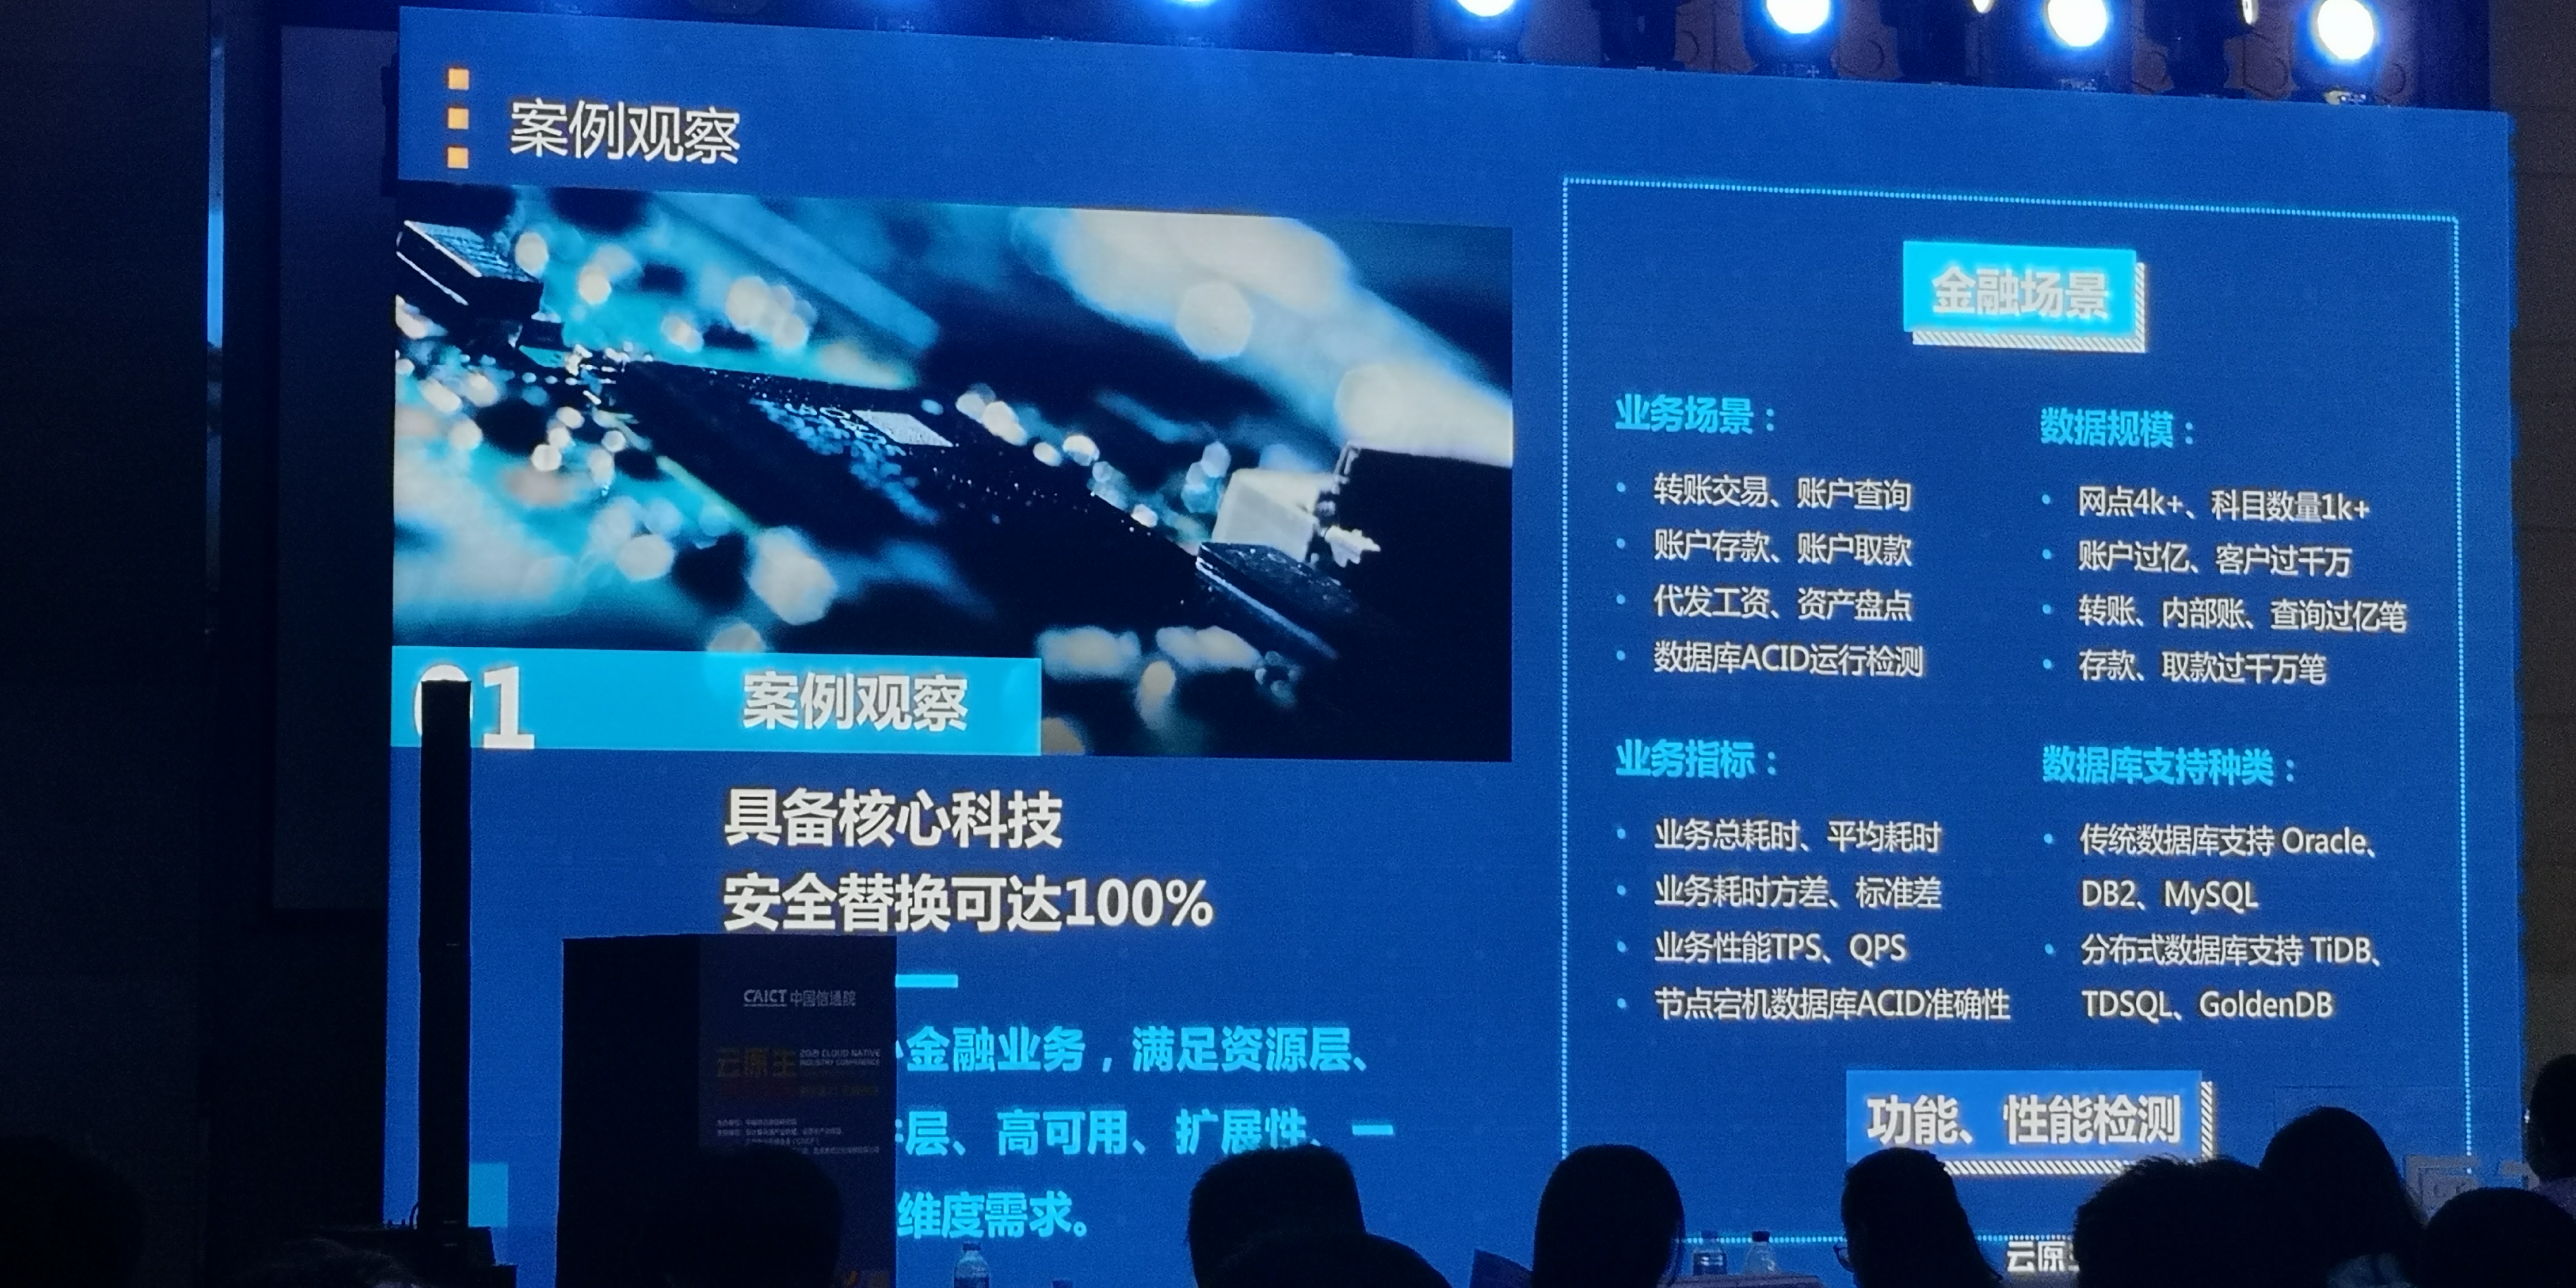 案例观察
01 案例观察
具备核心科技
安全替换可达100%
金融业务，满足资源层、
层、高可用、扩展性、一
维度需求。
CAICT 中国信通院
云原生
2021 CLOUD NATIVE
INDUSTRY CONFERENCE
金融场景
业务场景：
• 转账交易、账户查询
• 账户存款、账户取款
• 代发工资、资产盘点
• 数据库ACID运行检测
数据规模：
• 网点4k+、科目数量1k+
• 账户过亿、客户过千万
• 转账、内部账、查询过亿笔
• 存款、取款过千万笔
业务指标：
• 业务总耗时、平均耗时
• 业务耗时方差、标准差
• 业务性能TPS、QPS
• 节点宕机数据库ACID准确性
数据库支持种类：
• 传统数据库支持 Oracle、
DB2、MySQL
• 分布式数据库支持 TiDB、
TDSQL、GoldenDB
功能、性能检测
云原